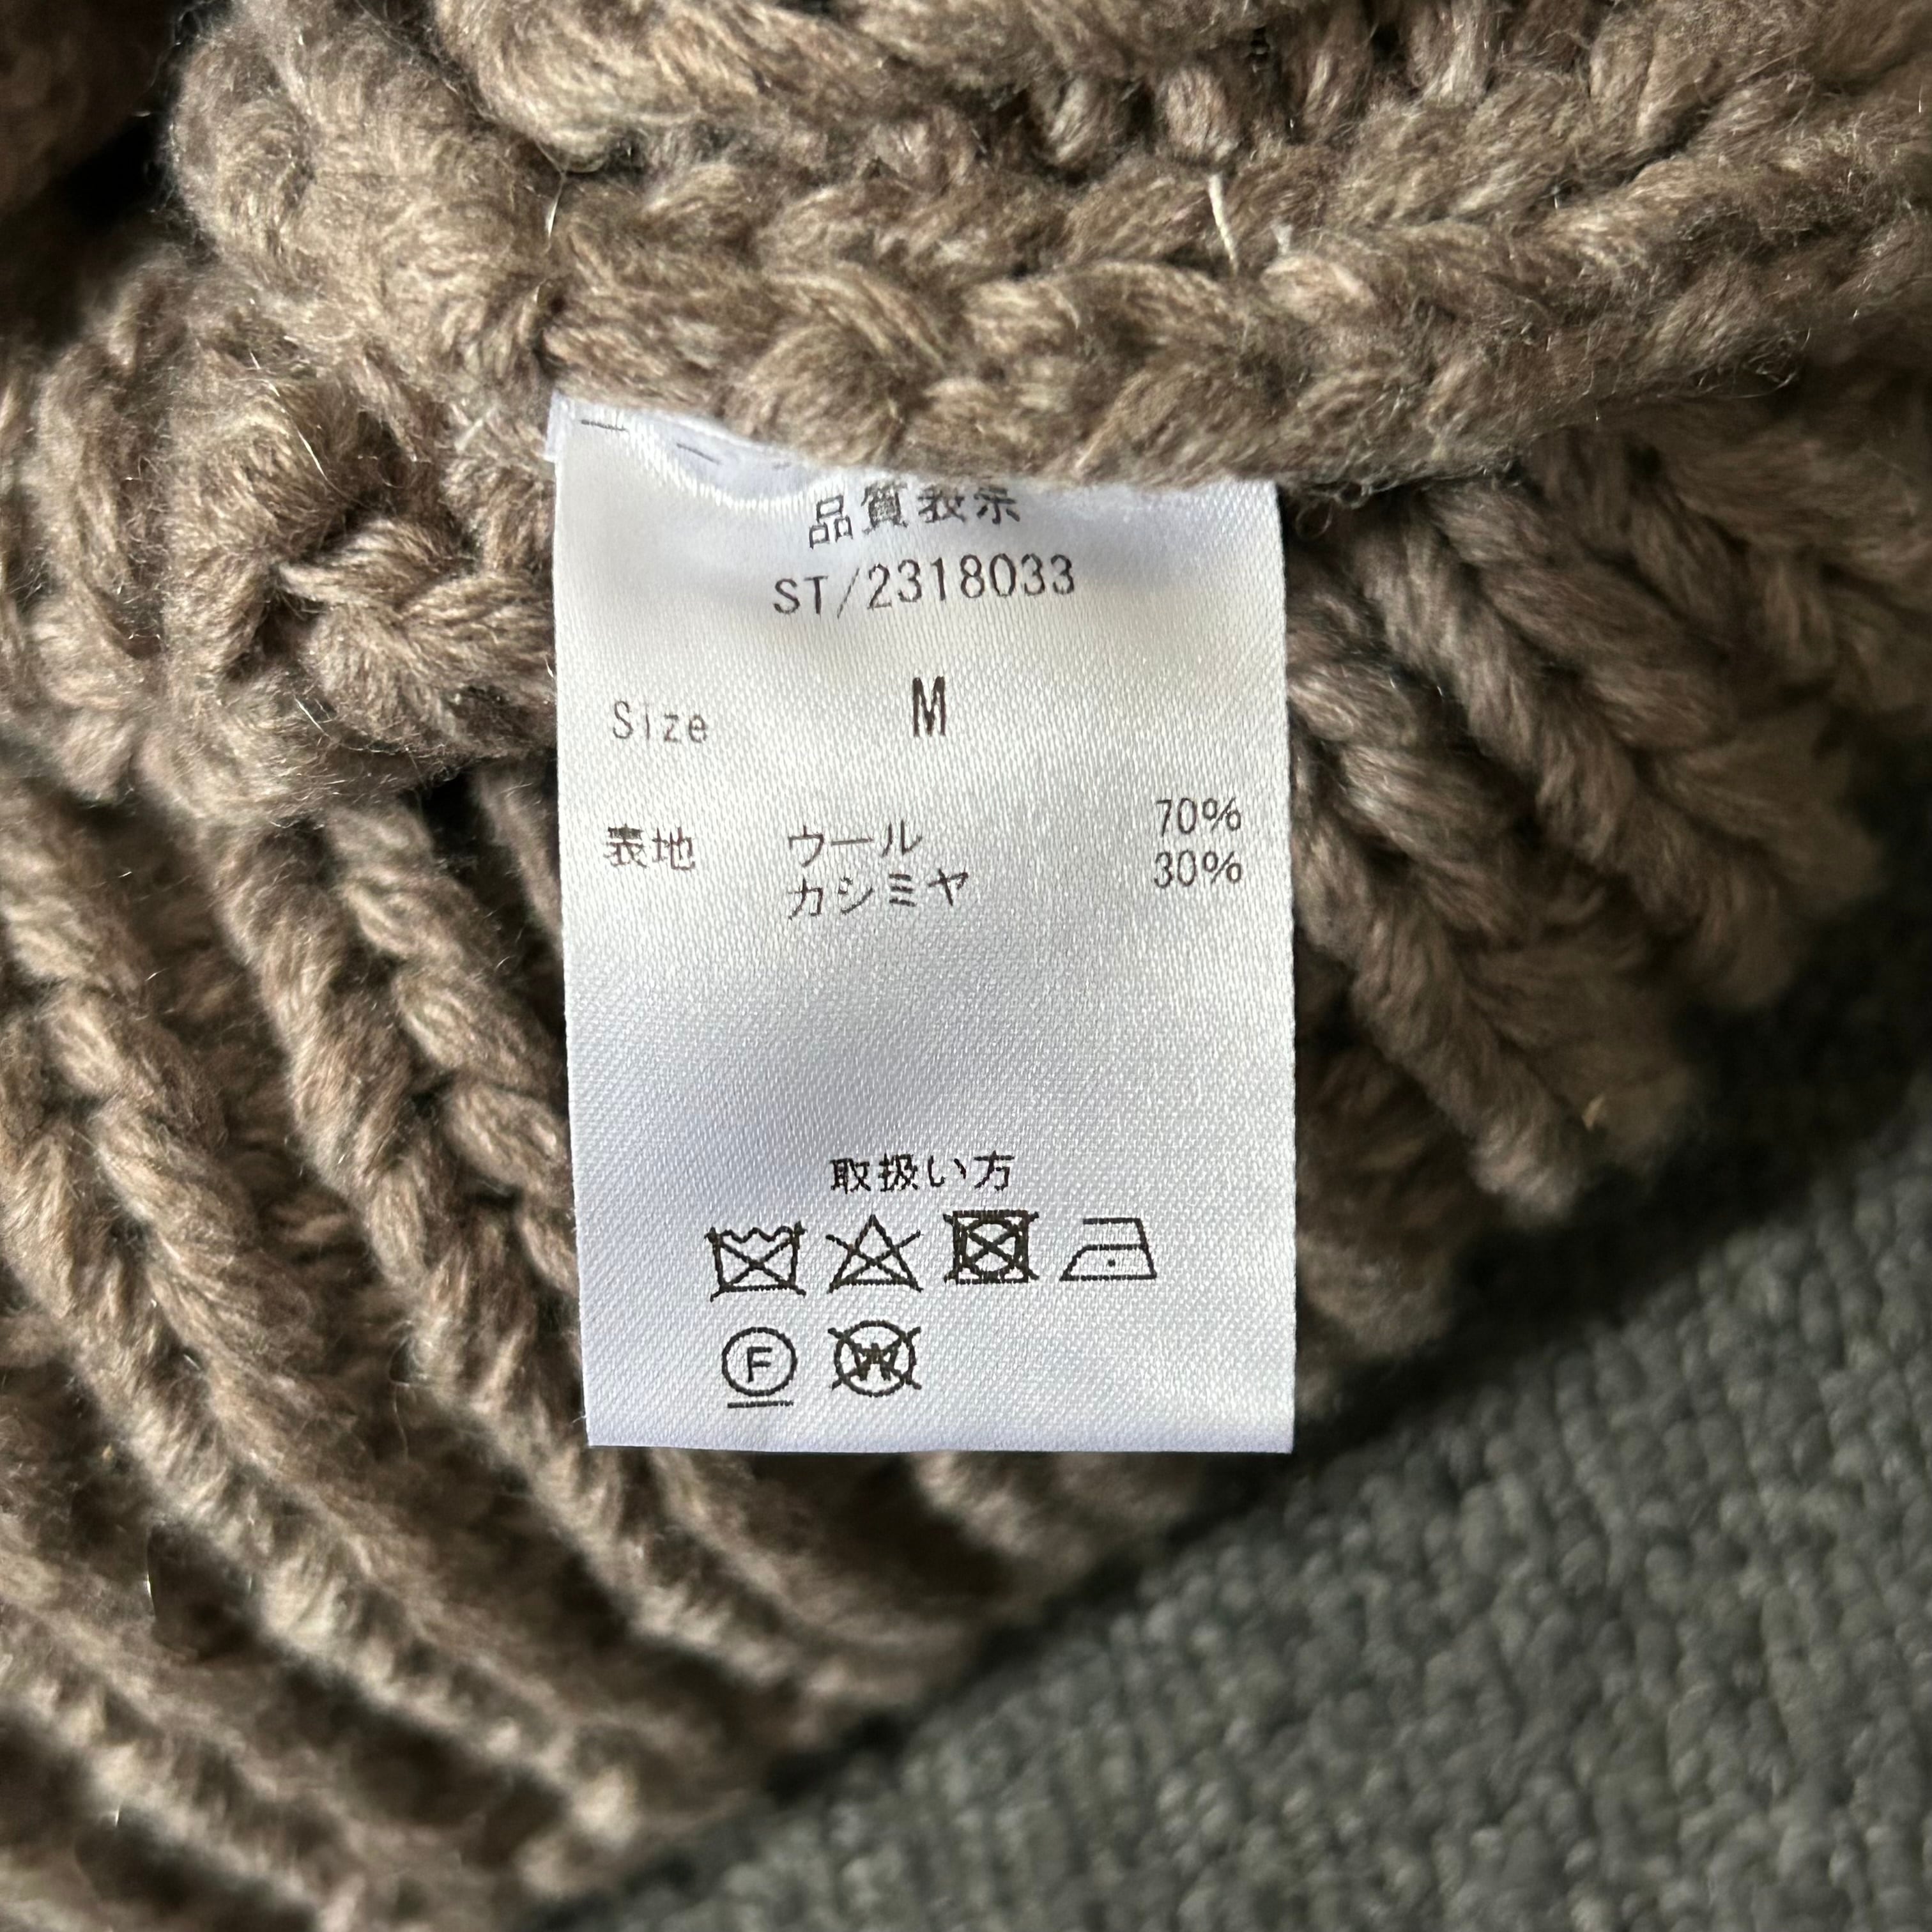 品質表示
ST/2318033
Size M
表地 ウール 70%
カシミヤ 30%
取扱い方
F
W